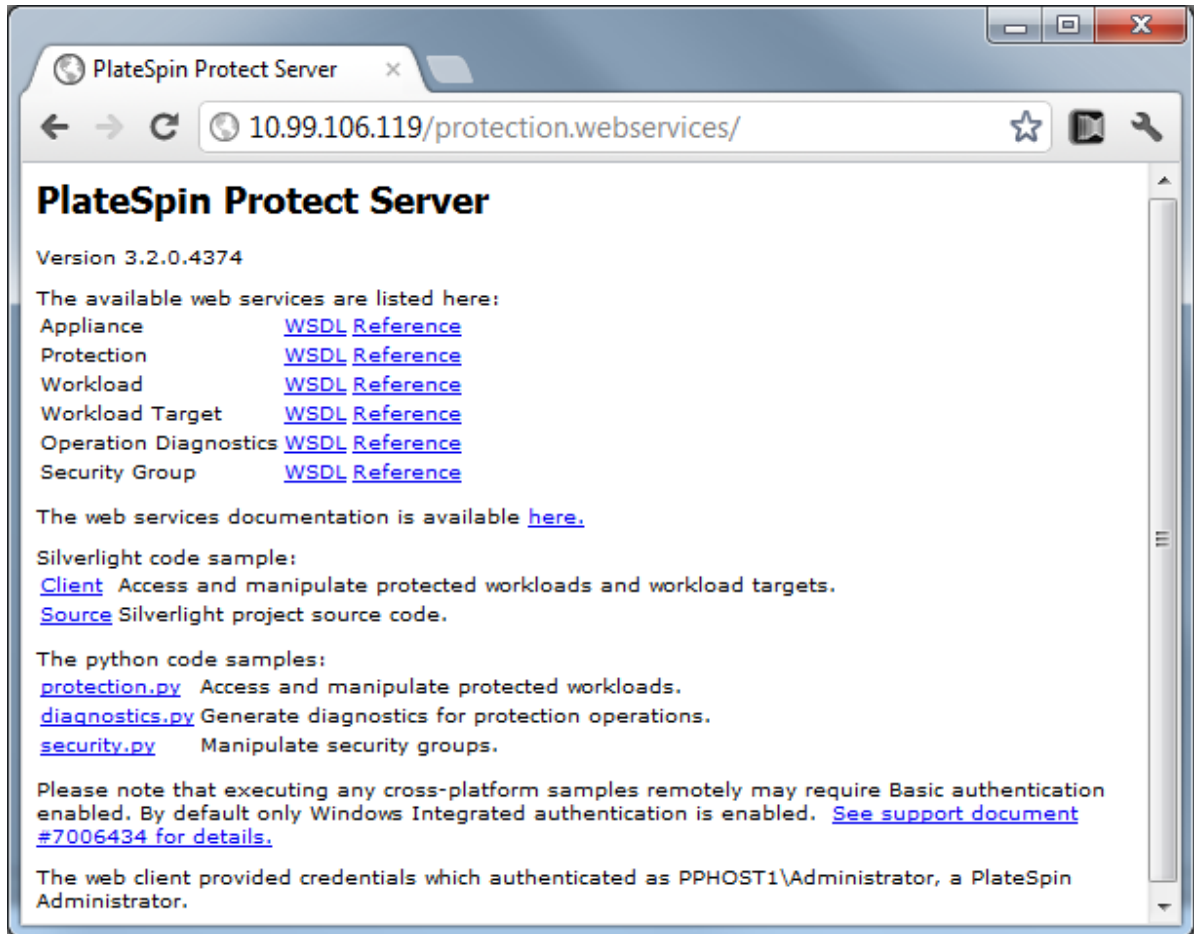 PlateSpin Protect Server
10.99.106.119/protection.webservices/
PlateSpin Protect Server
Version 3.2.0.4374
The available web services are listed here:
Appliance WSDL Reference
Protection WSDL Reference
Workload WSDL Reference
Workload Target WSDL Reference
Operation Diagnostics WSDL Reference
Security Group WSDL Reference
The web services documentation is available here.
Silverlight code sample:
Client Access and manipulate protected workloads and workload targets.
Source Silverlight project source code.
The python code samples:
protection.py Access and manipulate protected workloads.
diagnostics.py Generate diagnostics for protection operations.
security.py Manipulate security groups.
Please note that executing any cross-platform samples remotely may require Basic authentication
enabled. By default only Windows Integrated authentication is enabled. See support document
#7006434 for details.
The web client provided credentials which authenticated as PPHOST1\Administrator, a PlateSpin
Administrator.